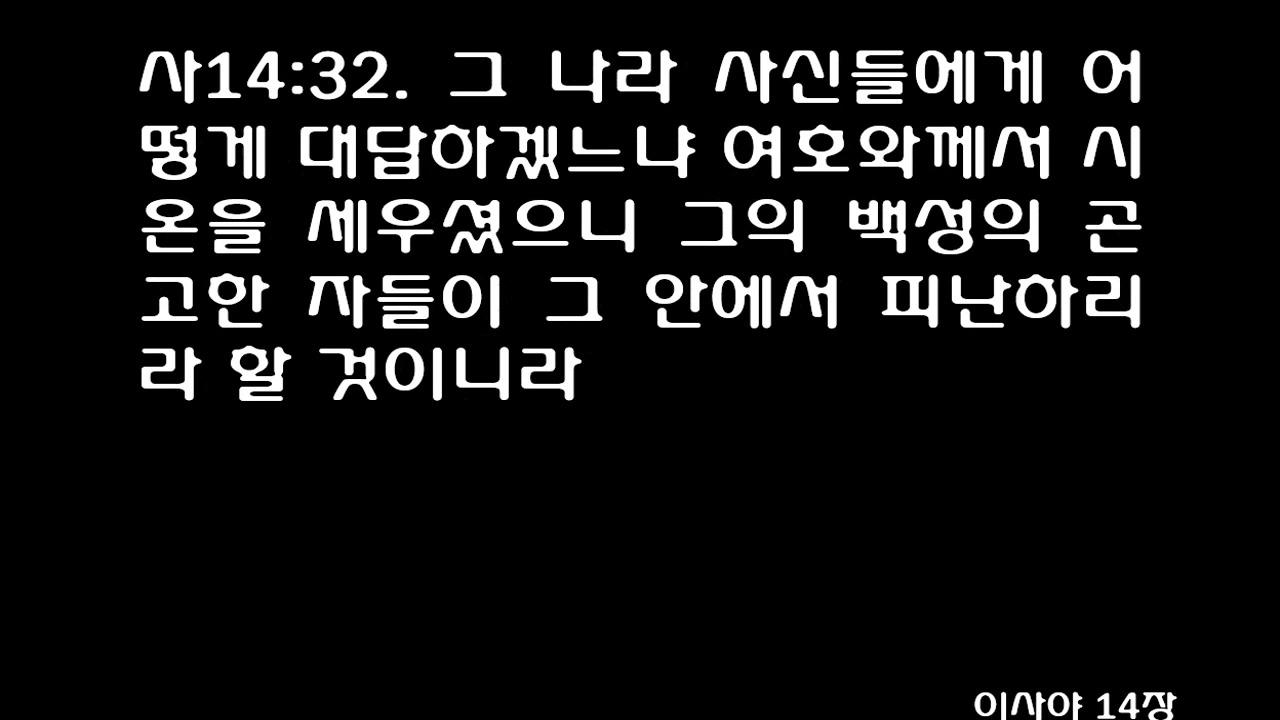 사14:32. 그 나라 사신들에게 어
떻게 대답하겠느냐 여호와께서 시
온을 세우셨으니 그의 백성의 곤
고한 자들이 그 안에서 피난하리
라 할 것이니라
이사야 14장